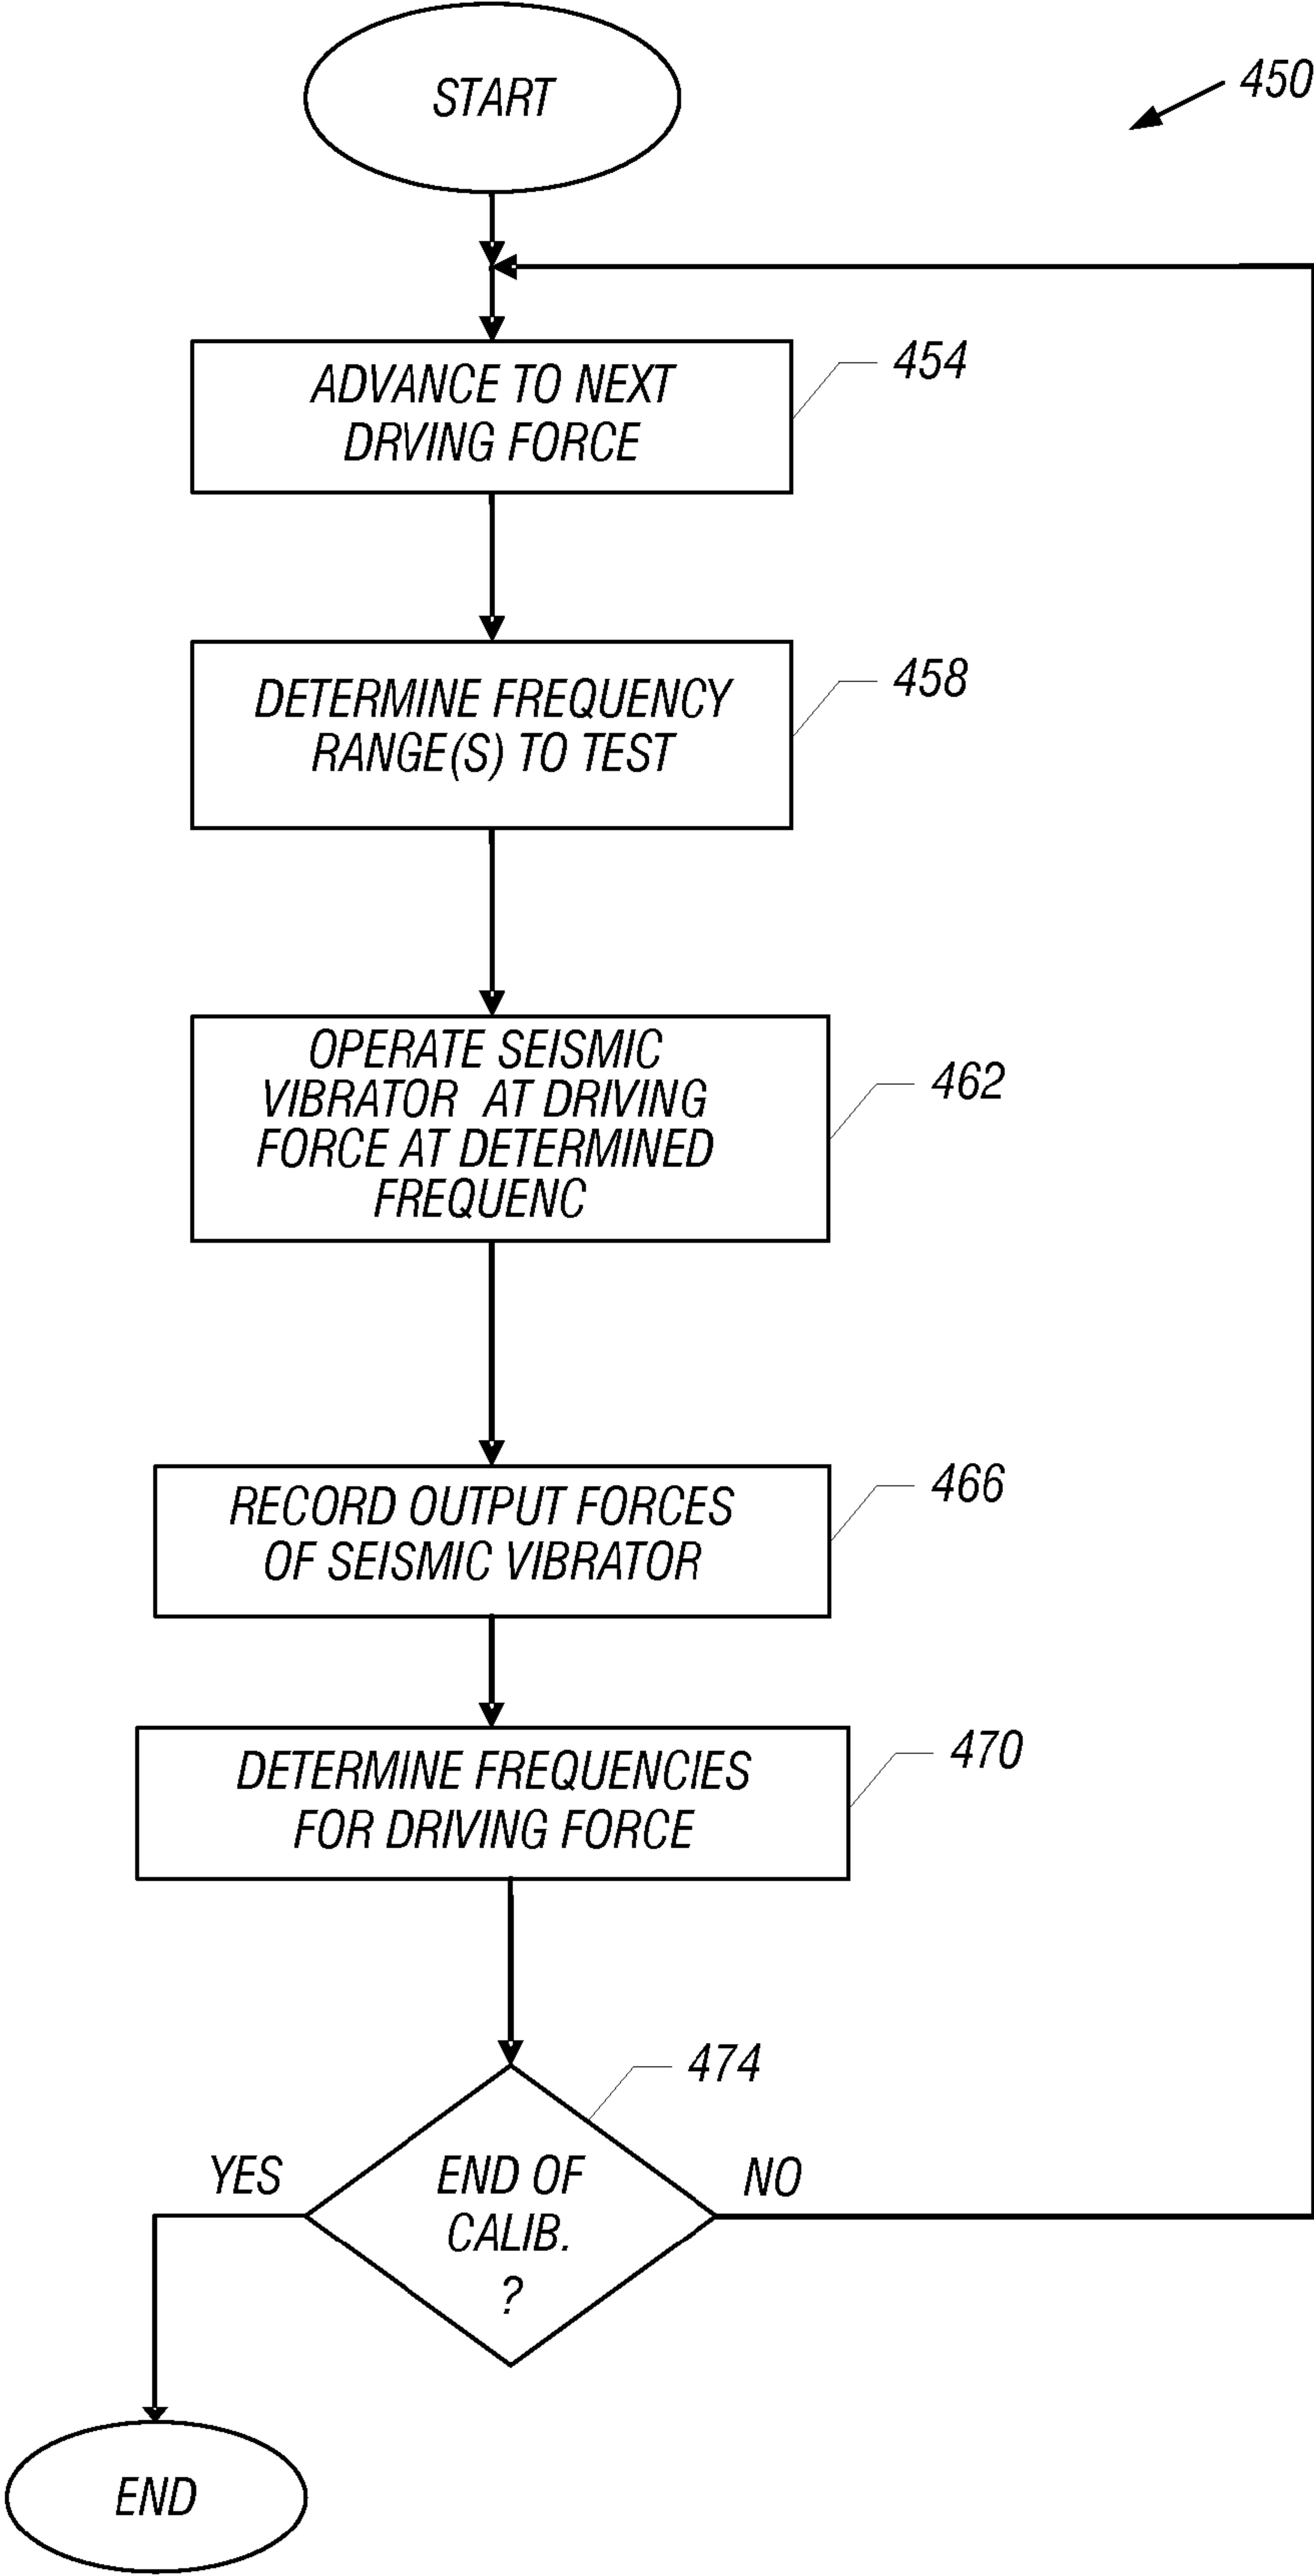 START
450
ADVANCE TO NEXT
DRVING FORCE
454
DETERMINE FREQUENCY
RANGE(S) TO TEST
458
OPERATE SEISMIC
VIBRATOR AT DRIVING
FORCE AT DETERMINED
FREQUENC
462
RECORD OUTPUT FORCES
OF SEISMIC VIBRATOR
466
DETERMINE FREQUENCIES
FOR DRIVING FORCE
470
474
YES
END OF
CALIB.
?
NO
END